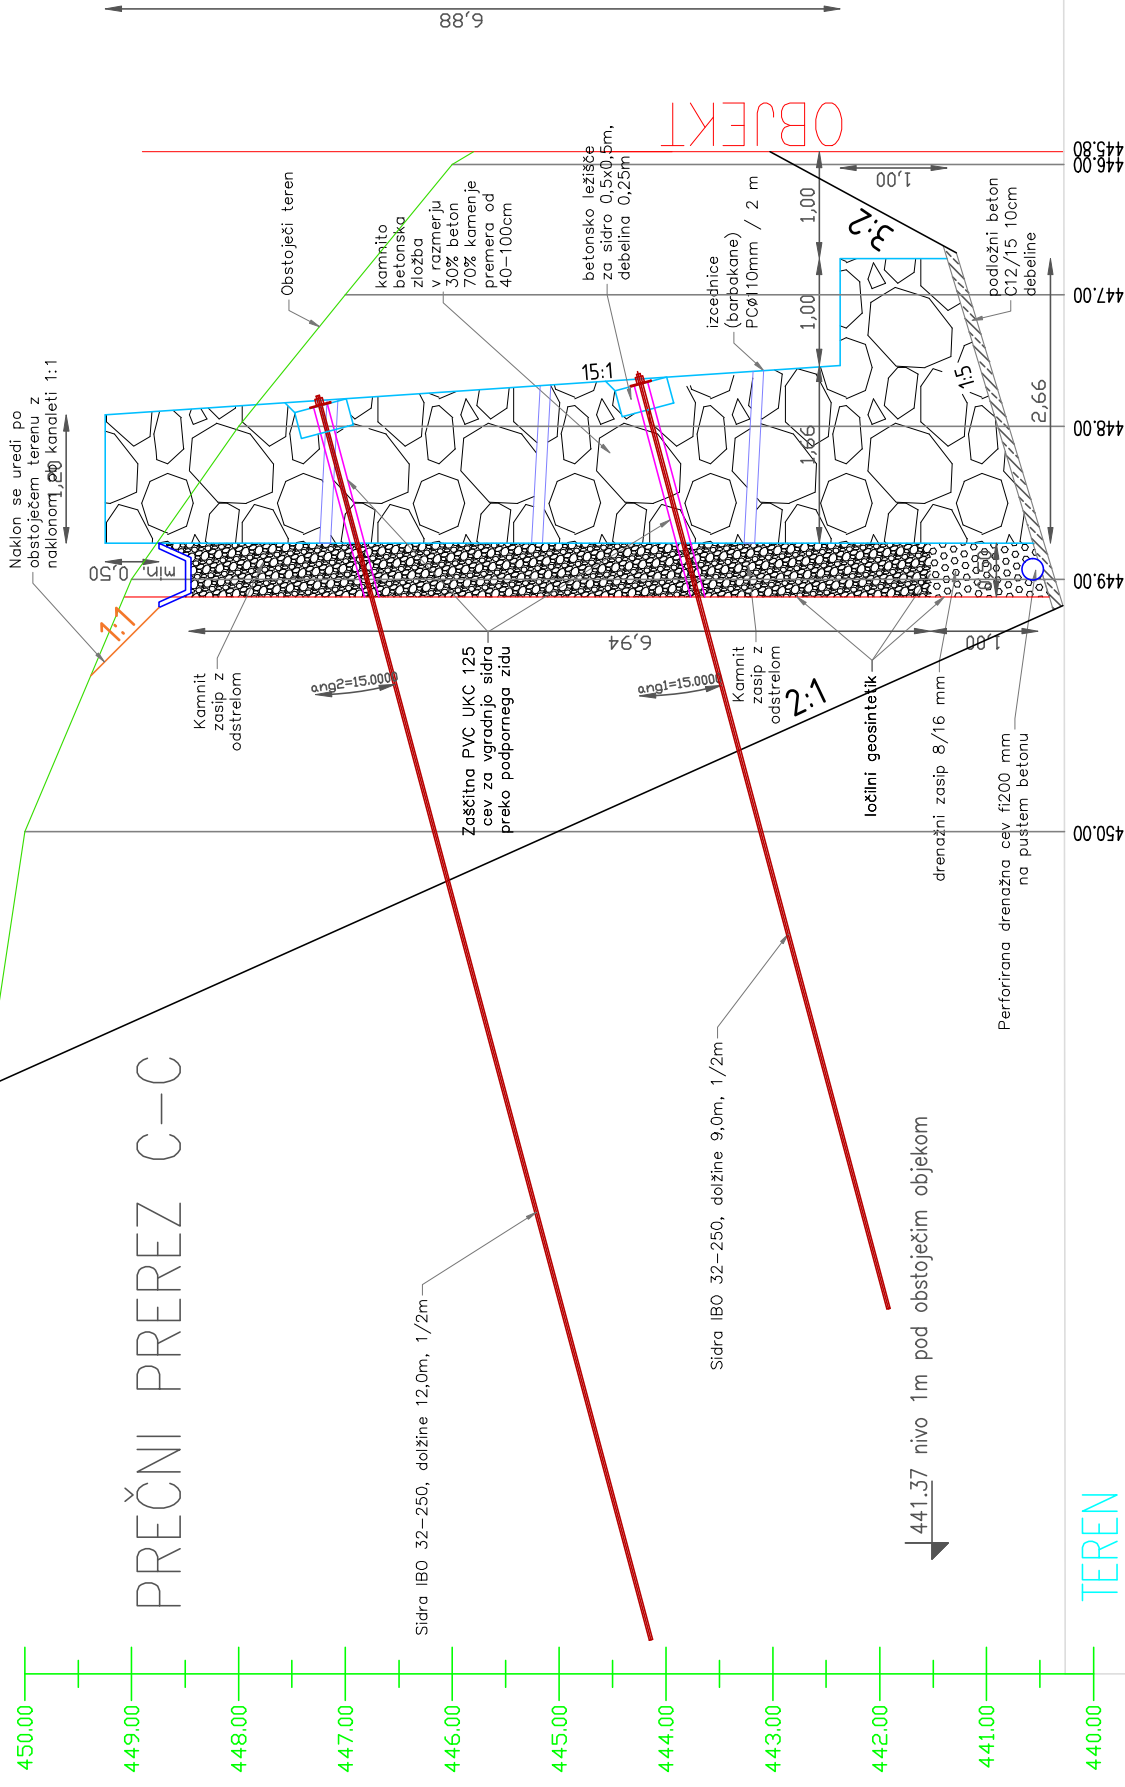 PREČNI PREREZ C-C
Naklon se uredi po
obstoječem terenu z
naklonom po kanaleti 1:1
1,20
min. 0,50
1:1
6,88
Obstoječi teren
kamnito
betonska
zložba
v razmerju
30% beton
70% kamenje
premera od
40-100cm
OBJEKT
betonsko ležišče
za sidro 0,5x0,5m,
debelina 0,25m
15:1
izcednice
(barbakane)
PCø110mm / 2 m
1,00
1,00
1,66
1,00
3:2
podložni beton
C12/15 10cm
debeline
1:5
2,66
Kamnit
zasip z
odstrelom
6,94
ang2=15.0000
Zaščitna PVC UKC 125
cev za vgradnjo sidra
preko podpornega zidu
ang1=15.0000
Kamnit
zasip z
odstrelom
2:1
ločilni geosintetik
1,00
drenažni zasip 8/16 mm
Perforirana drenažna cev fi200 mm
na pustem betonu
Sidra IBO 32-250, dolžine 12,0m, 1/2m
Sidra IBO 32-250, dolžine 9,0m, 1/2m
441.37 nivo 1m pod obstoječim objekom
450.00
449.00
448.00
447.00
446.00
445.00
444.00
443.00
442.00
441.00
440.00
TEREN
450.00
449.00
448.00
447.00
446.00
445.80